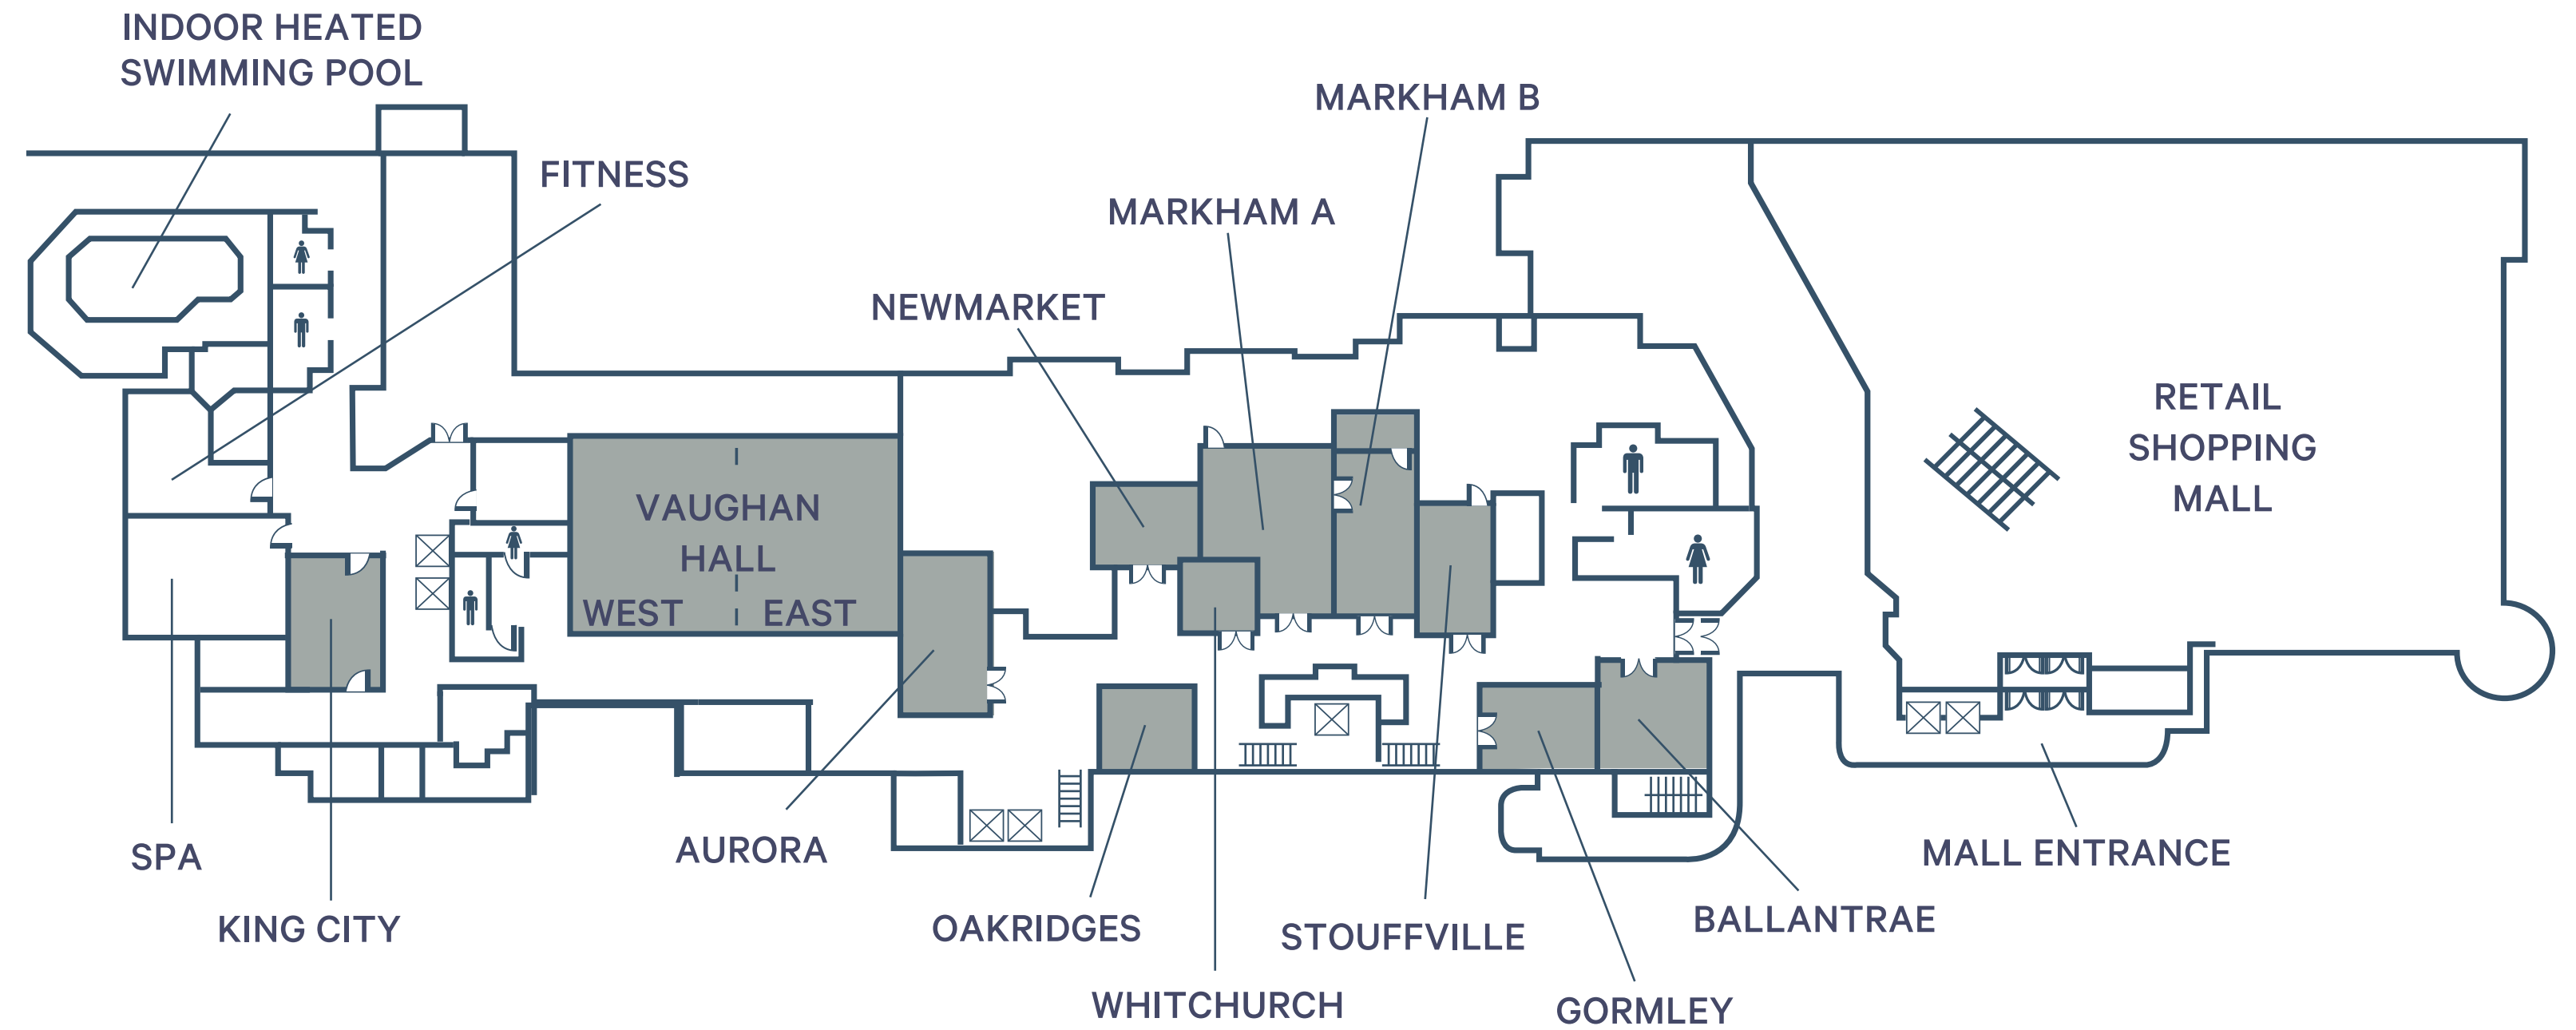 INDOOR HEATED
SWIMMING POOL
MARKHAM B
FITNESS
MARKHAM A
NEWMARKET
RETAIL
SHOPPING
MALL
VAUGHAN
HALL
WEST
EAST
SPA
AURORA
MALL ENTRANCE
KING CITY
OAKRIDGES
STOUFFVILLE
BALLANTRAE
WHITCHURCH
GORMLEY